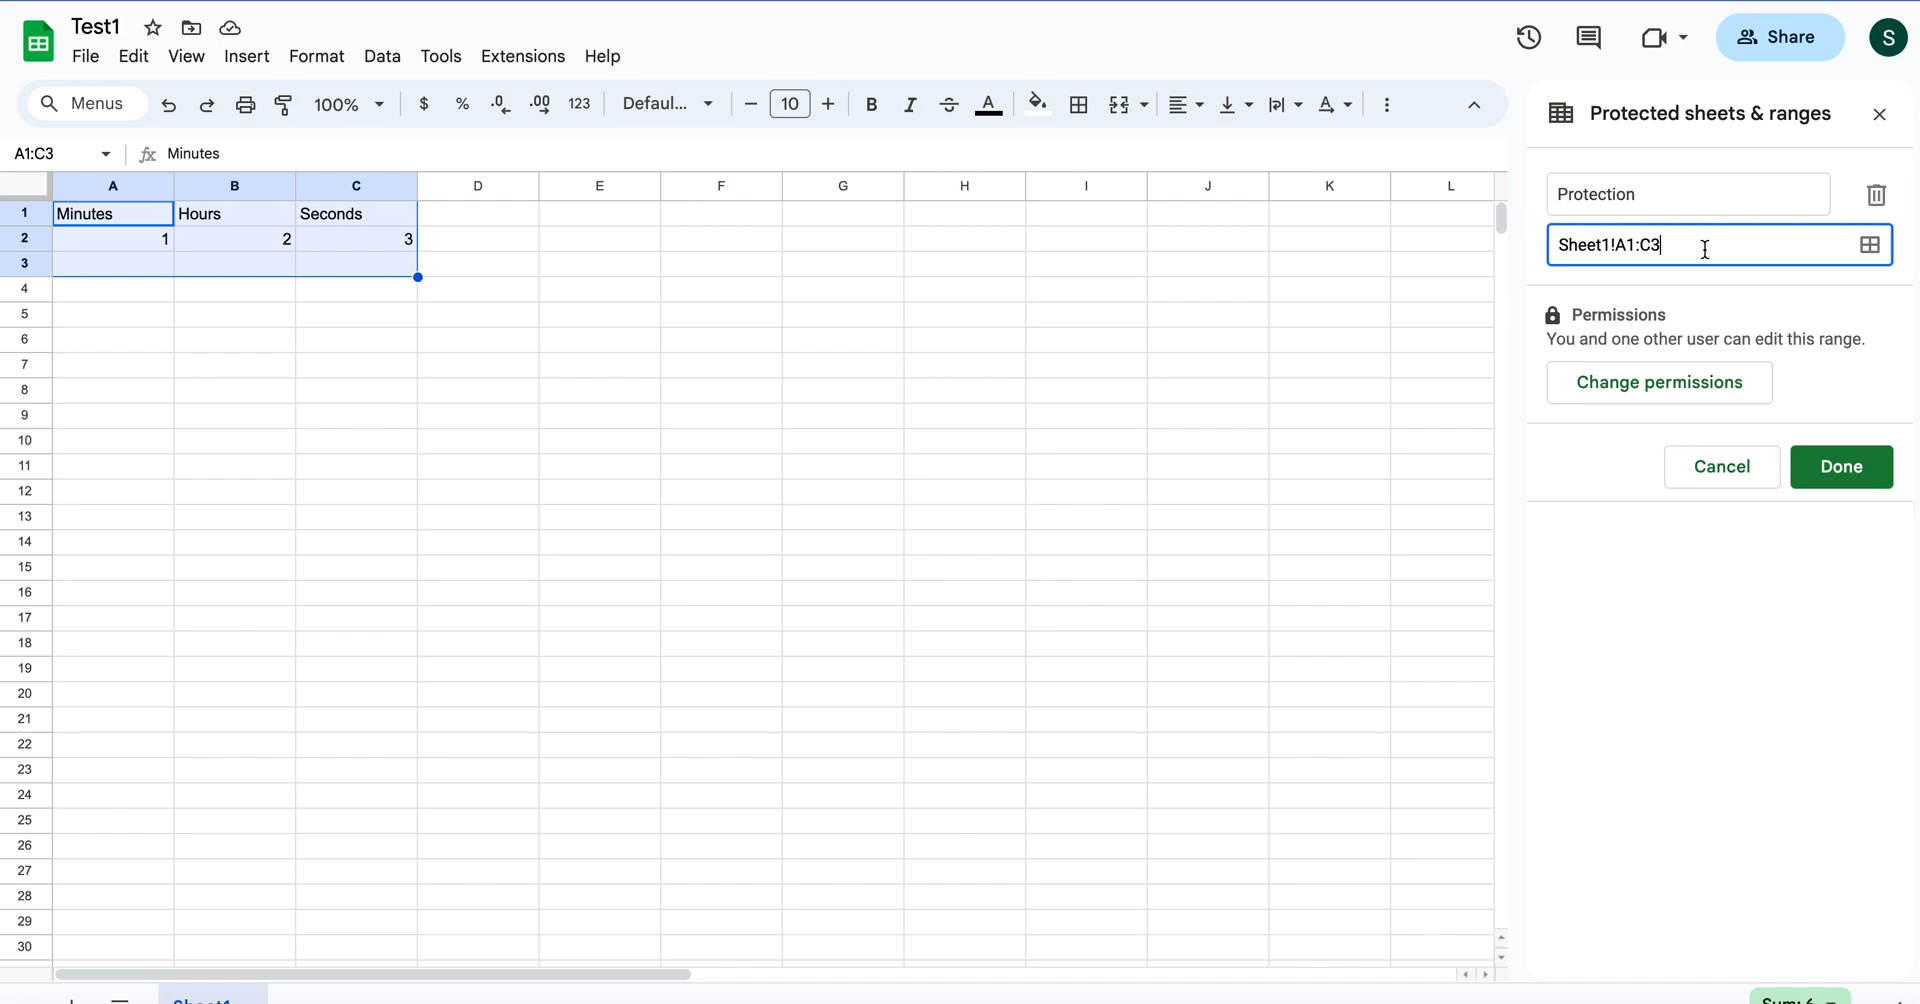 Test1
File Edit View Insert Format Data Tools Extensions Help
Share
S
Menus 100% $ % .0 .00 123 Defaul... − 10 + B I A
A1:C3 fx Minutes
Protected sheets & ranges
A B C D E F G H I J K L
1 Minutes Hours Seconds
2 1 2 3
3
4
5
6
7
8
9
10
11
12
13
14
15
16
17
18
19
20
21
22
23
24
25
26
27
28
29
30
Protection
Sheet1!A1:C3
Permissions
You and one other user can edit this range.
Change permissions
Cancel Done
Sheet1
Sum: 6